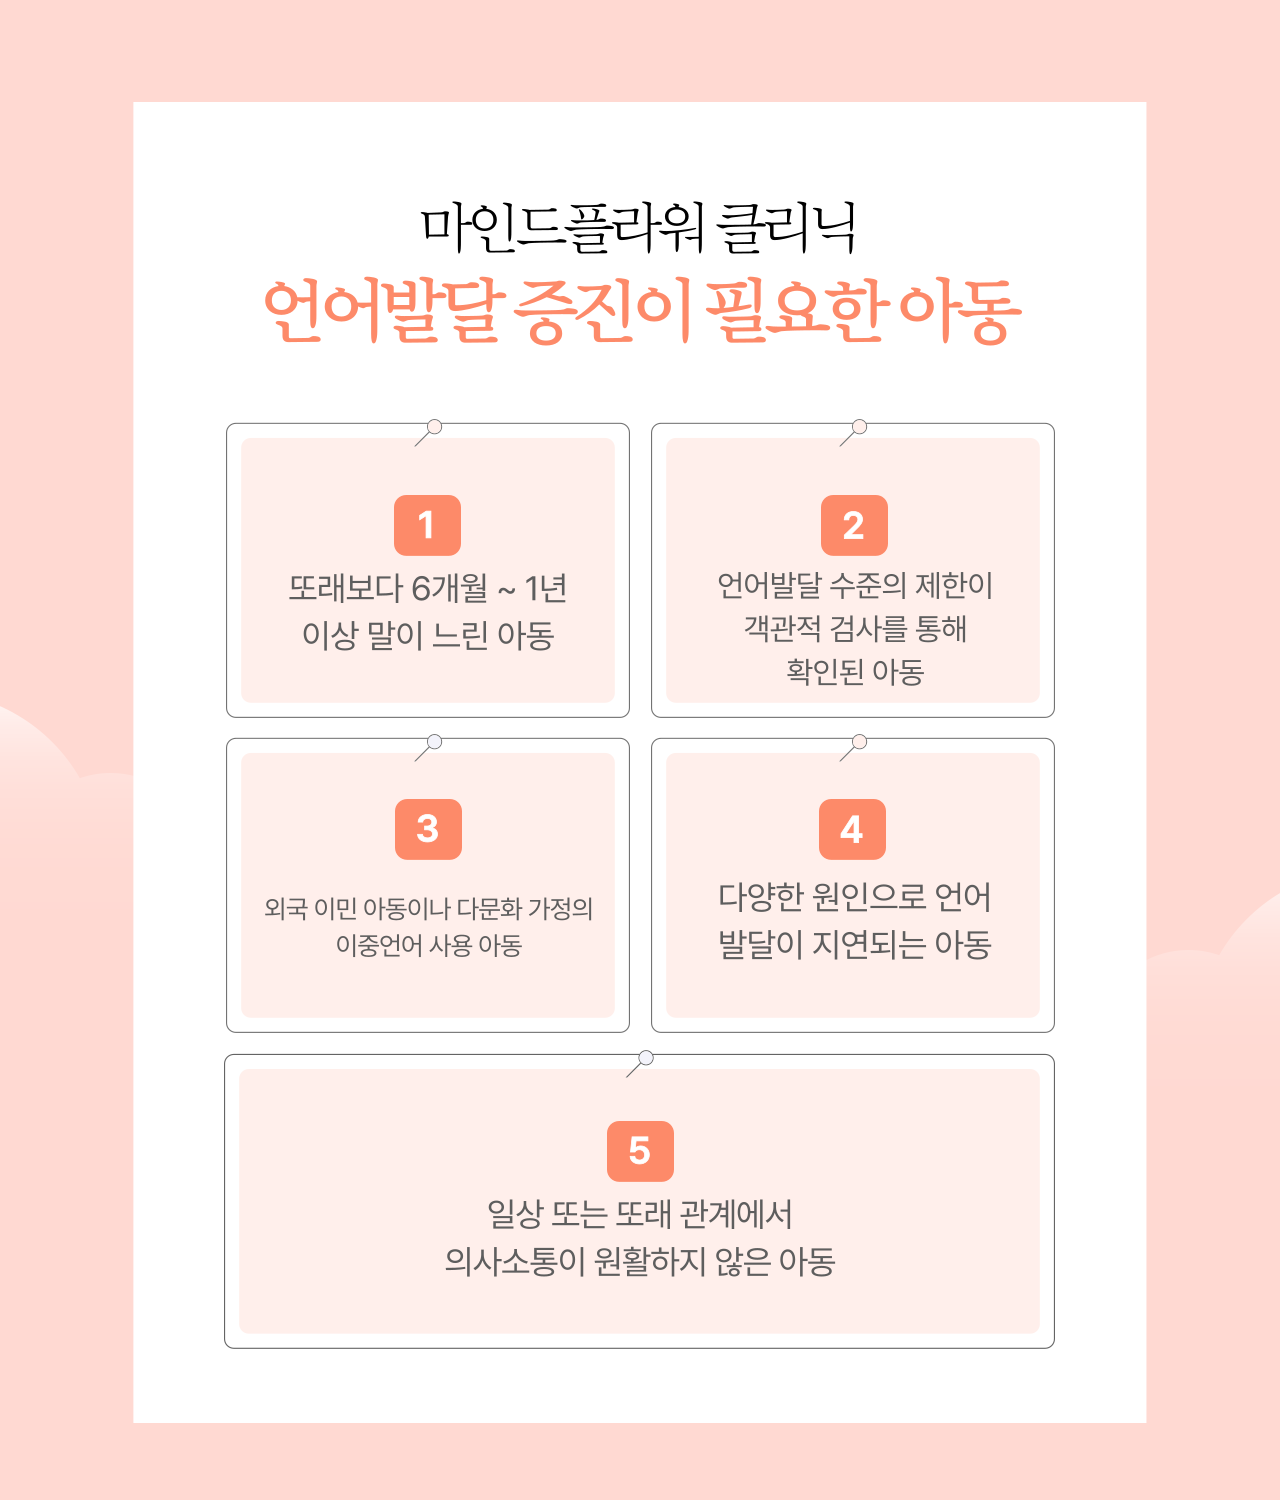 마인드플라워 클리닉
언어발달 증진이 필요한 아동
1
또래보다 6개월 ~ 1년
이상 말이 느린 아동
2
언어발달 수준의 제한이
객관적 검사를 통해
확인된 아동
3
외국 이민 아동이나 다문화 가정의
이중언어 사용 아동
4
다양한 원인으로 언어
발달이 지연되는 아동
5
일상 또는 또래 관계에서
의사소통이 원활하지 않은 아동